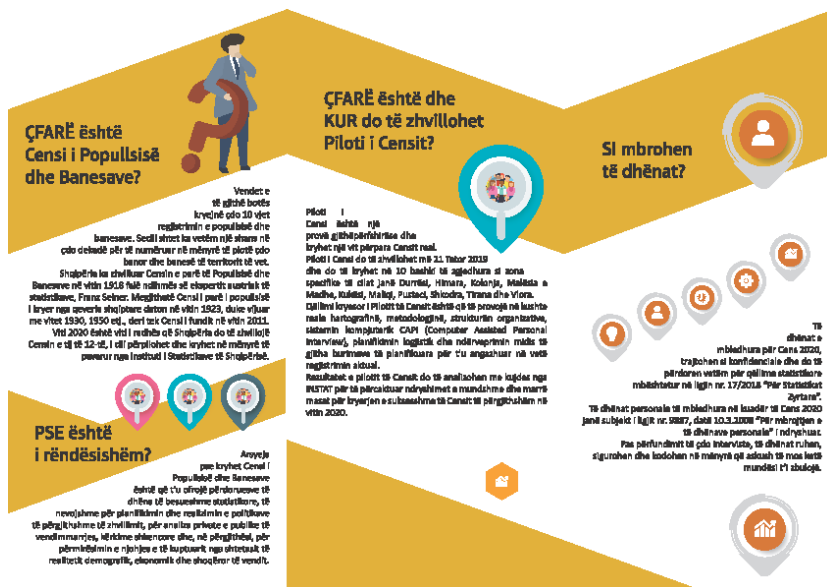 ÇFARË është
Censi i Popullsisë
dhe Banesave?
Vendet e
të gjithë botës
kryejnë çdo 10 vjet
regjistrimin e popullsisë dhe
banesave. Secili shtet ka vetëm një shans në
çdo dekadë për të numëruar në mënyrë të plotë çdo
banor dhe banesë të territorit të vet.
Shqipëria ka zhvilluar Censin e parë të Popullsisë dhe
Banesave në vitin 1918 falë ndihmës së ekspertit austriak të
statistikave, Franz Seiner. Megjithatë Censi i parë i popullsisë
i kryer nga qeveria shqiptare daton në vitin 1923, duke vijuar
me vitet 1930, 1950 etj., deri tek Censi i fundit në vitin 2011.
Viti 2020 është viti i radhës që Shqipëria do të zhvillojë
Censin e tij të 12-të, i cili përplohet dhe kryhet në mënyrë të
pavarur nga Instituti i Statistikave të Shqipërisë.
PSE është
i rëndësishëm?
Arsyeja
pse kryhet Censi i
Popullsisë dhe Banesave
është që t'u ofrojë përdoruesve të
dhëna të besueshme statistikore, të
nevojshme për planifikimin dhe realizimin e politikave
të përgjithshme të zhvillimit, për analiza private e publike të
vendimmarrjes, kërkime shkencore dhe, në përgjithësi, për
përmirësimin e njohjes e të kuptuarit nga shtetasit të
realitetit demografik, ekonomik dhe shoqëror të vendit.
ÇFARË është dhe
KUR do të zhvillohet
Piloti i Censit?
Piloti i
Censi është një
provë gjithëpërfshirëse dhe
kryhet një vit përpara Censit real.
Piloti i Censi do të zhvillohet më 21 Tetor 2019
dhe do të kryhet në 10 bashki të zgjedhura si zona
specifike të cilat janë Durrësi, Himara, Kolonja, Malësia e
Madhe, Kukësi, Maliqi, Pusteci, Shkodra, Tirana dhe Vlora.
Qëllimi kryesor i Pilotit të Censit është që të provojë në kushte
reale hartografinë, metodologjinë, strukturën organizative,
sistemin kompjuterik CAPI (Computer Assisted Personal
Interview), planifikimin logjistik dhe ndërveprimin midis të
gjitha burimeve të planifikuara për t'u angazhuar në vetë
regjistrimin aktual.
Rezultatet e pilotit të Censit do të analizohen me kujdes nga
INSTAT për të përcaktuar ndryshimet e mundshme dhe marrë
masat për kryerjen e suksesshme të Censit të përgjithshëm në
vitin 2020.
SI mbrohen
të dhënat?
Të
dhënat e
mbledhura për Cens 2020,
trajtohen si konfidenciale dhe do të
përdoren vetëm për qëllime statistikore
mbështetur në ligjin nr. 17/2018 "Për Statistikat
Zyrtare".
Të dhënat personale të mbledhura në kuadër të Cens 2020
janë subjekt i ligjit nr. 9887, datë 10.3.2008 "Për mbrojtjen e
të dhënave personale" i ndryshuar.
Pas përfundimit të çdo interviste, të dhënat ruhen,
sigurohen dhe kodohen në mënyrë që askush të mos ketë
mundësi t'i zbulojë.